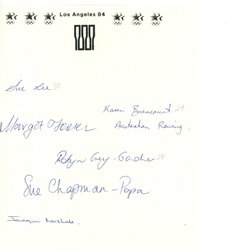 Los Angeles 84
Sue Lee
Karen Brancourt
Margot Foster Australian Rowing
Robyn Grey-Gardner
Sue Chapman-Popa